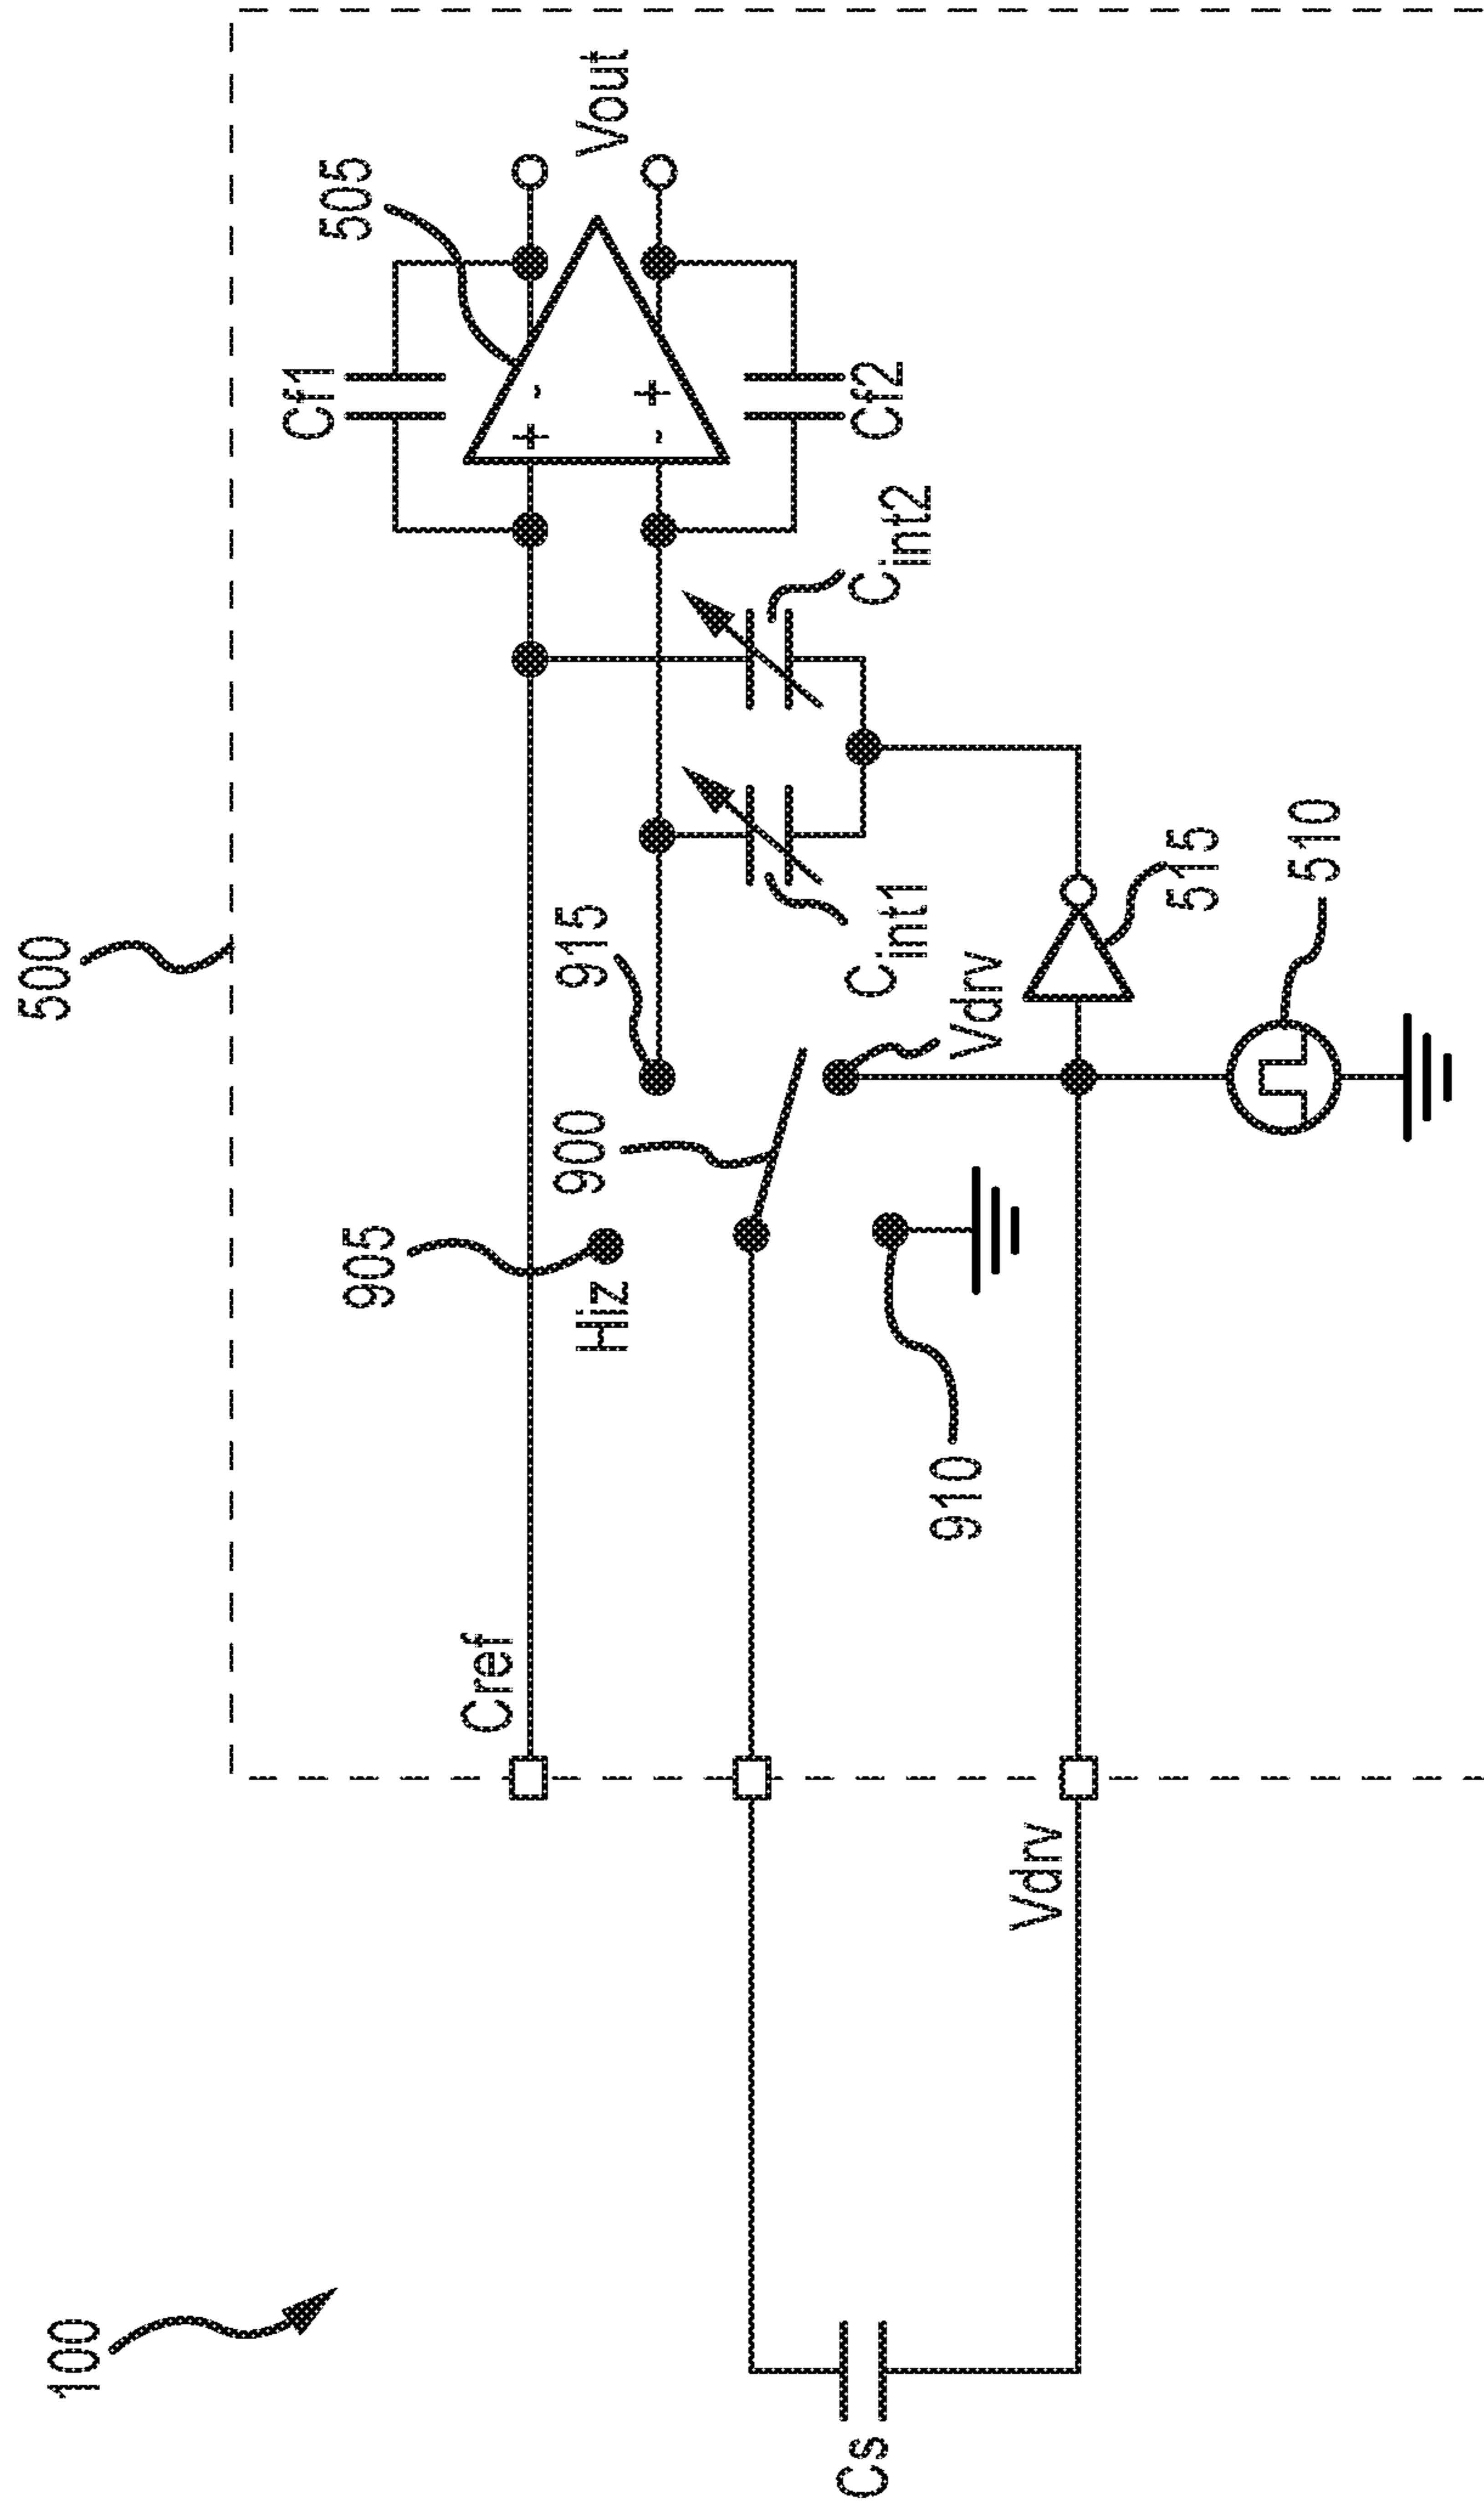 100
500
Cs
Vdrv
Cref
905
Hiz
900
910
915
Vdrv
Cint1
Cint2
515
510
Cf1
505
+
-
-
+
Cf2
Vout